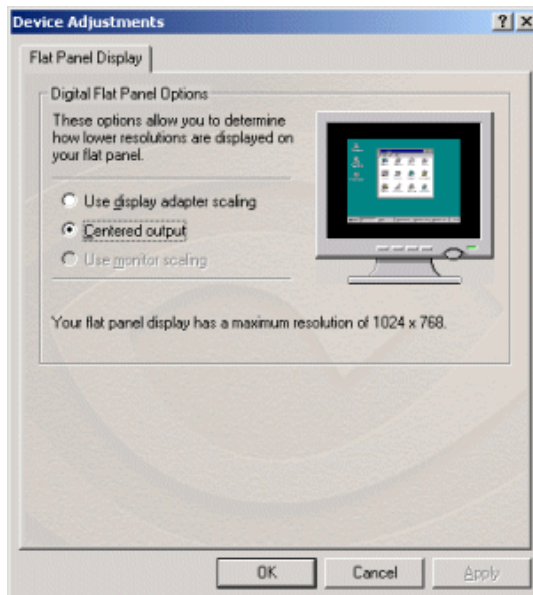 Device Adjustments
Flat Panel Display
Digital Flat Panel Options
These options allow you to determine
how lower resolutions are displayed on
your flat panel.
Use display adapter scaling
Centered output
Use monitor scaling
Your flat panel display has a maximum resolution of 1024 x 768.
OK Cancel Apply